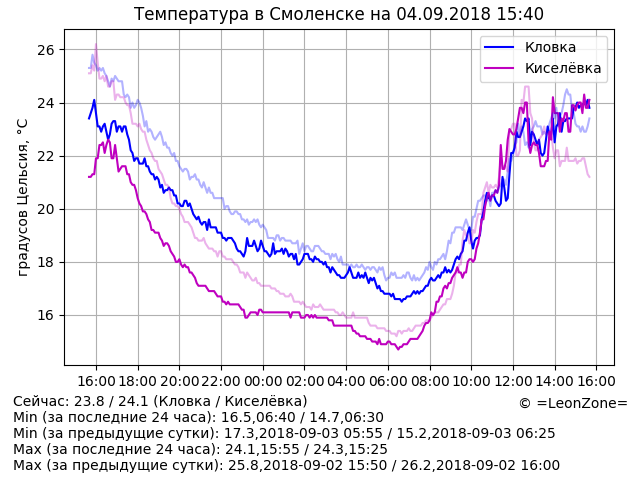 Температура в Смоленске на 04.09.2018 15:40
Кловка
Киселёвка
градусов Цельсия, °C
26
24
22
20
18
16
16:00 18:00 20:00 22:00 00:00 02:00 04:00 06:00 08:00 10:00 12:00 14:00 16:00
Сейчас: 23.8 / 24.1 (Кловка / Киселёвка)
© =LeonZone=
Min (за последние 24 часа): 16.5,06:40 / 14.7,06:30
Min (за предыдущие сутки): 17.3,2018-09-03 05:55 / 15.2,2018-09-03 06:25
Max (за последние 24 часа): 24.1,15:55 / 24.3,15:25
Max (за предыдущие сутки): 25.8,2018-09-02 15:50 / 26.2,2018-09-02 16:00